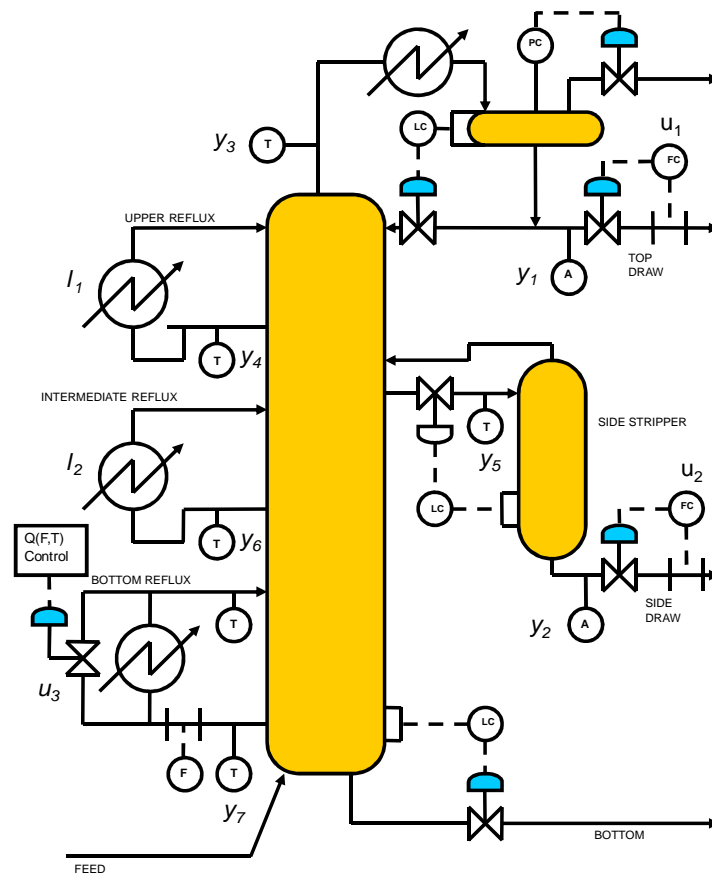 PC
LC
y3
T
u1
FC
UPPER REFLUX
TOP
DRAW
I1
y1
A
T
y4
INTERMEDIATE REFLUX
SIDE STRIPPER
T
y5
I2
u2
LC
FC
T
y6
Q(F,T)
Control
BOTTOM REFLUX
T
SIDE
DRAW
y2
A
u3
LC
F
T
y7
BOTTOM
FEED